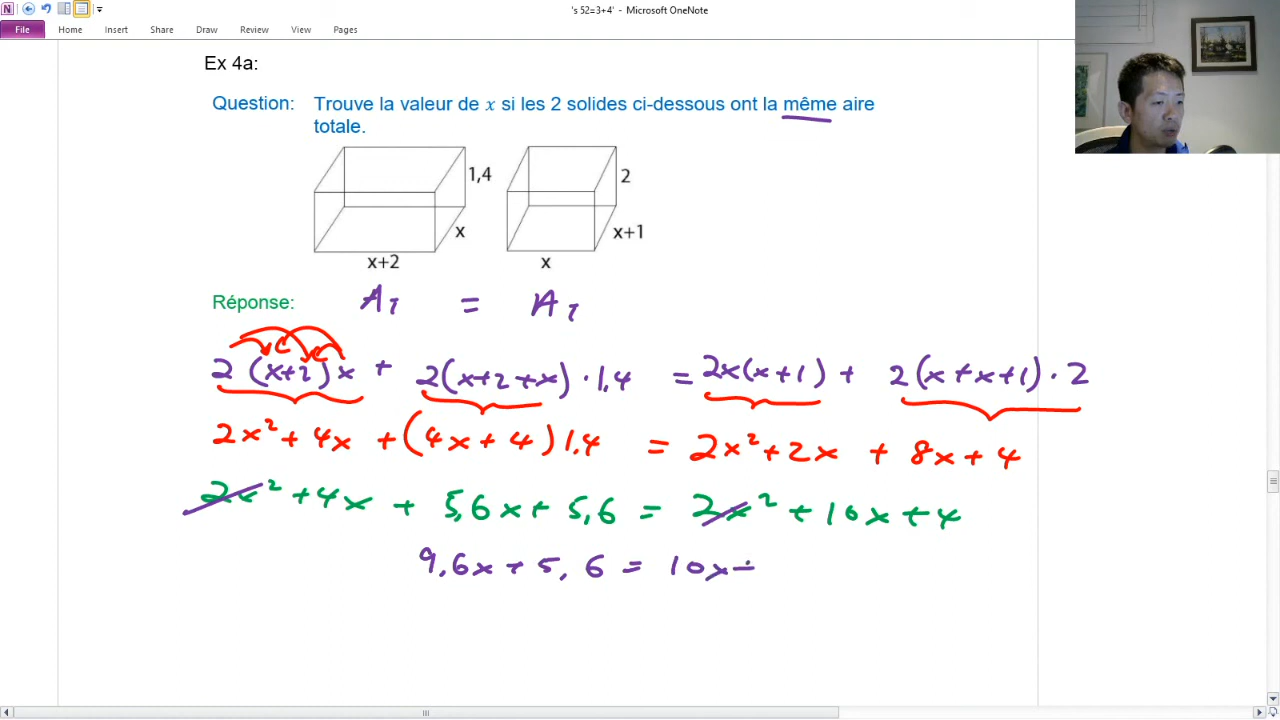 's 52=3+4' - Microsoft OneNote
File Home Insert Share Draw Review View Pages
Ex 4a:
Question: Trouve la valeur de x si les 2 solides ci-dessous ont la même aire
totale.
1,4
x
x+2
2
x+1
x
Réponse: A_T = A_T
2(x+2)x + 2(x+2+x)·1,4 = 2x(x+1) + 2(x+x+1)·2
2x² + 4x + (4x+4)1,4 = 2x² + 2x + 8x + 4
2x² + 4x + 5,6x + 5,6 = 2x² + 10x + 4
9,6x + 5,6 = 10x +